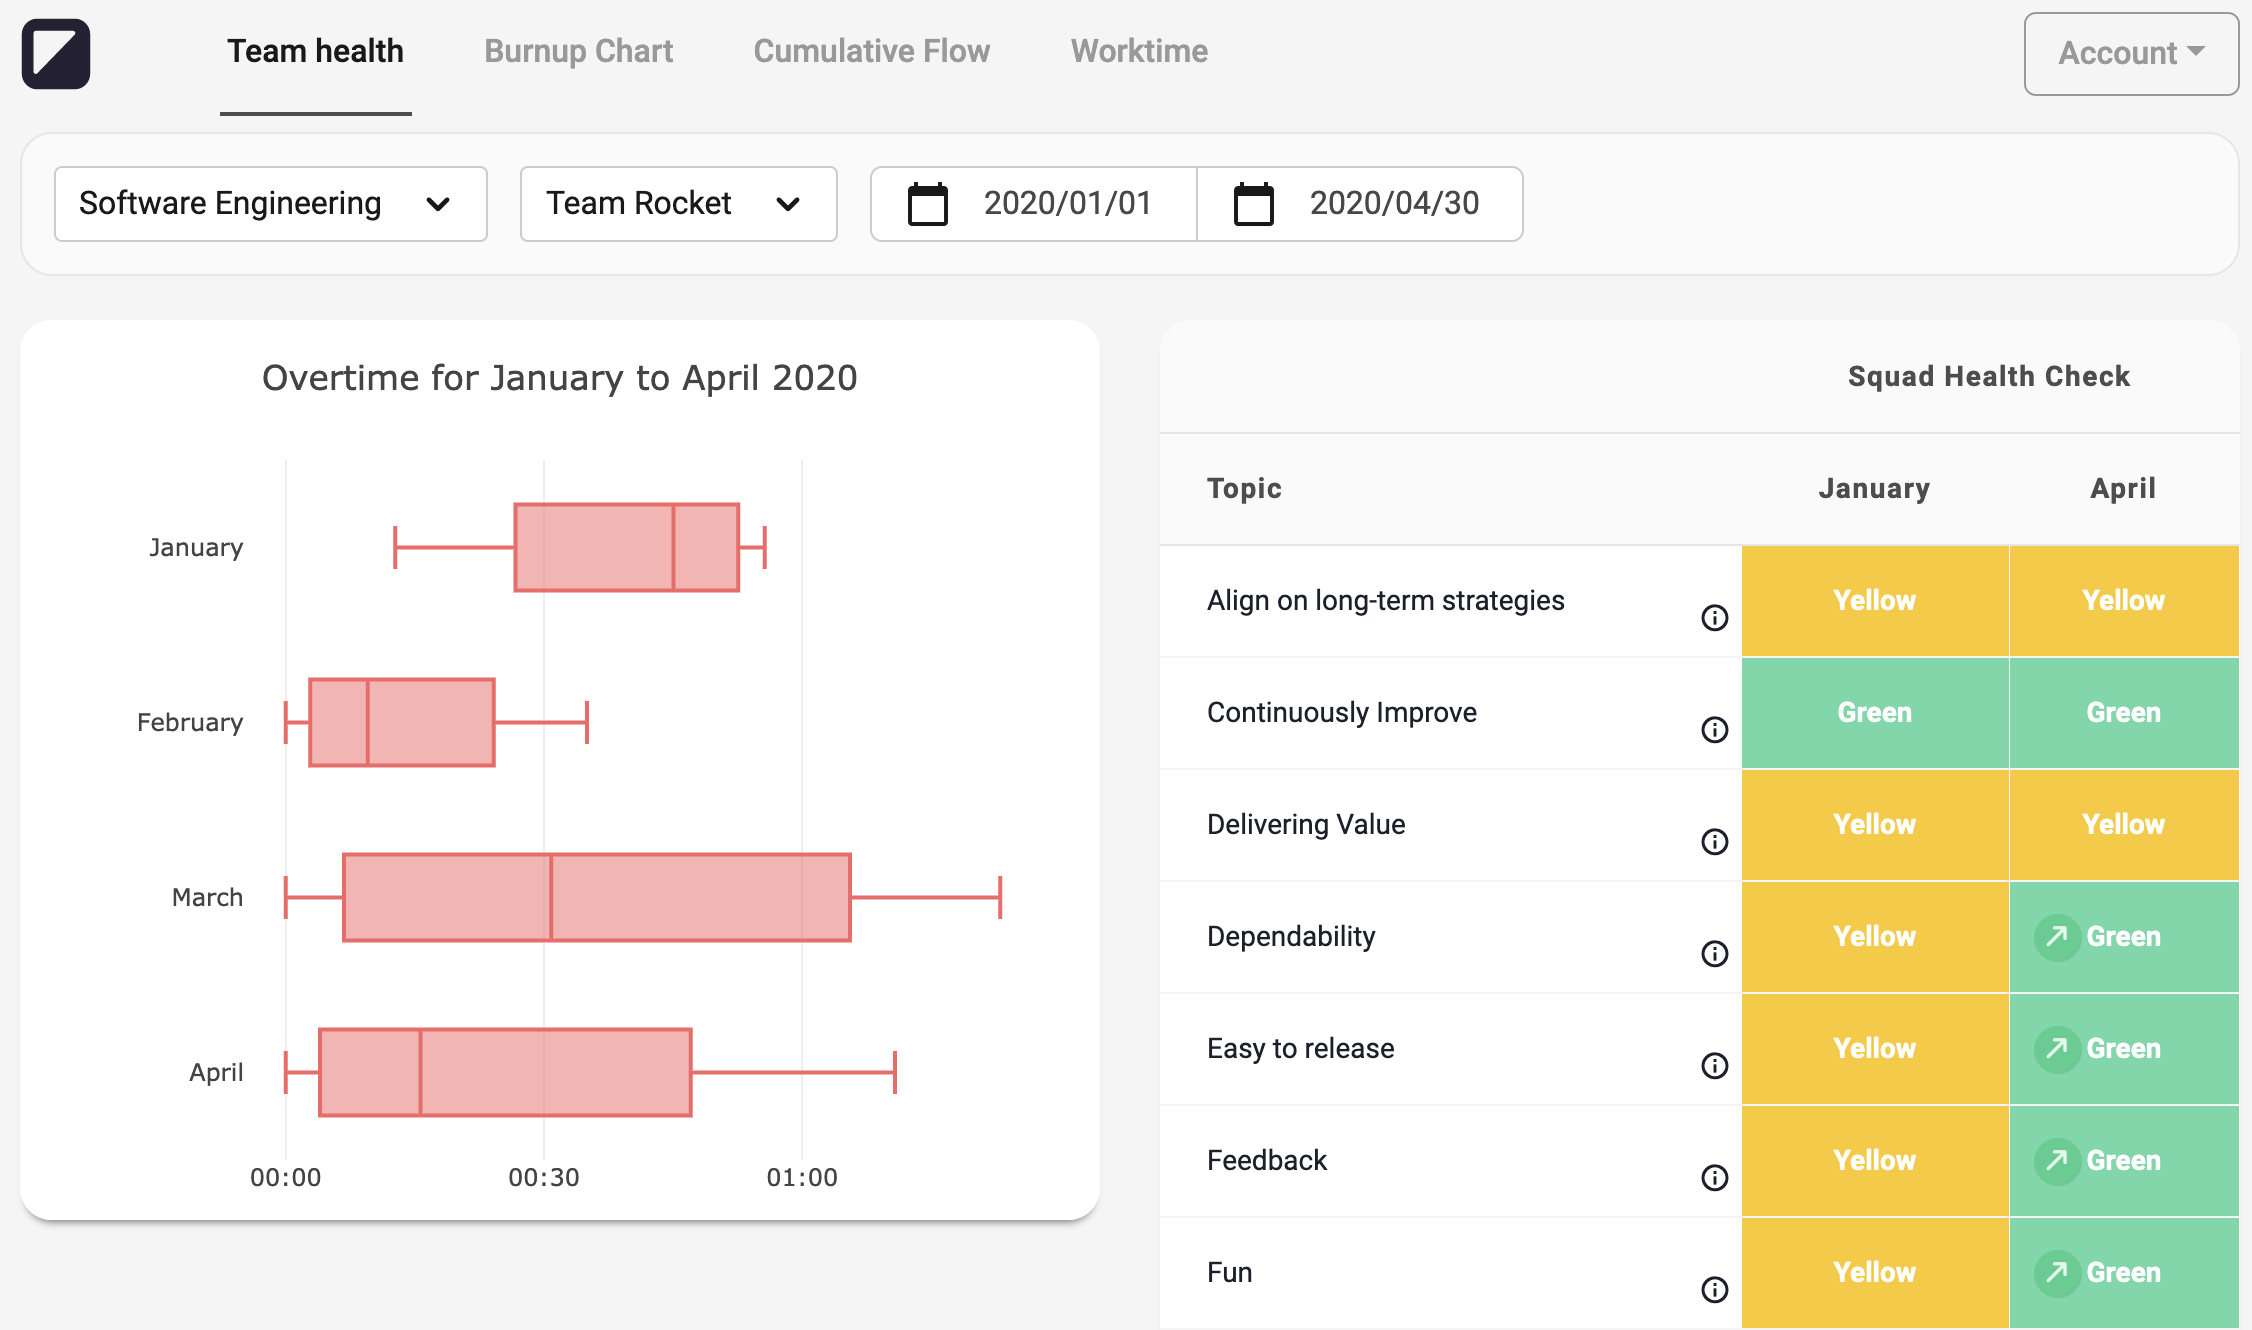 Team health Burnup Chart Cumulative Flow Worktime Account
Software Engineering Team Rocket 2020/01/01 2020/04/30
Overtime for January to April 2020
January
February
March
April
00:00 00:30 01:00
Squad Health Check
Topic January April
Align on long-term strategies Yellow Yellow
Continuously Improve Green Green
Delivering Value Yellow Yellow
Dependability Yellow Green
Easy to release Yellow Green
Feedback Yellow Green
Fun Yellow Green